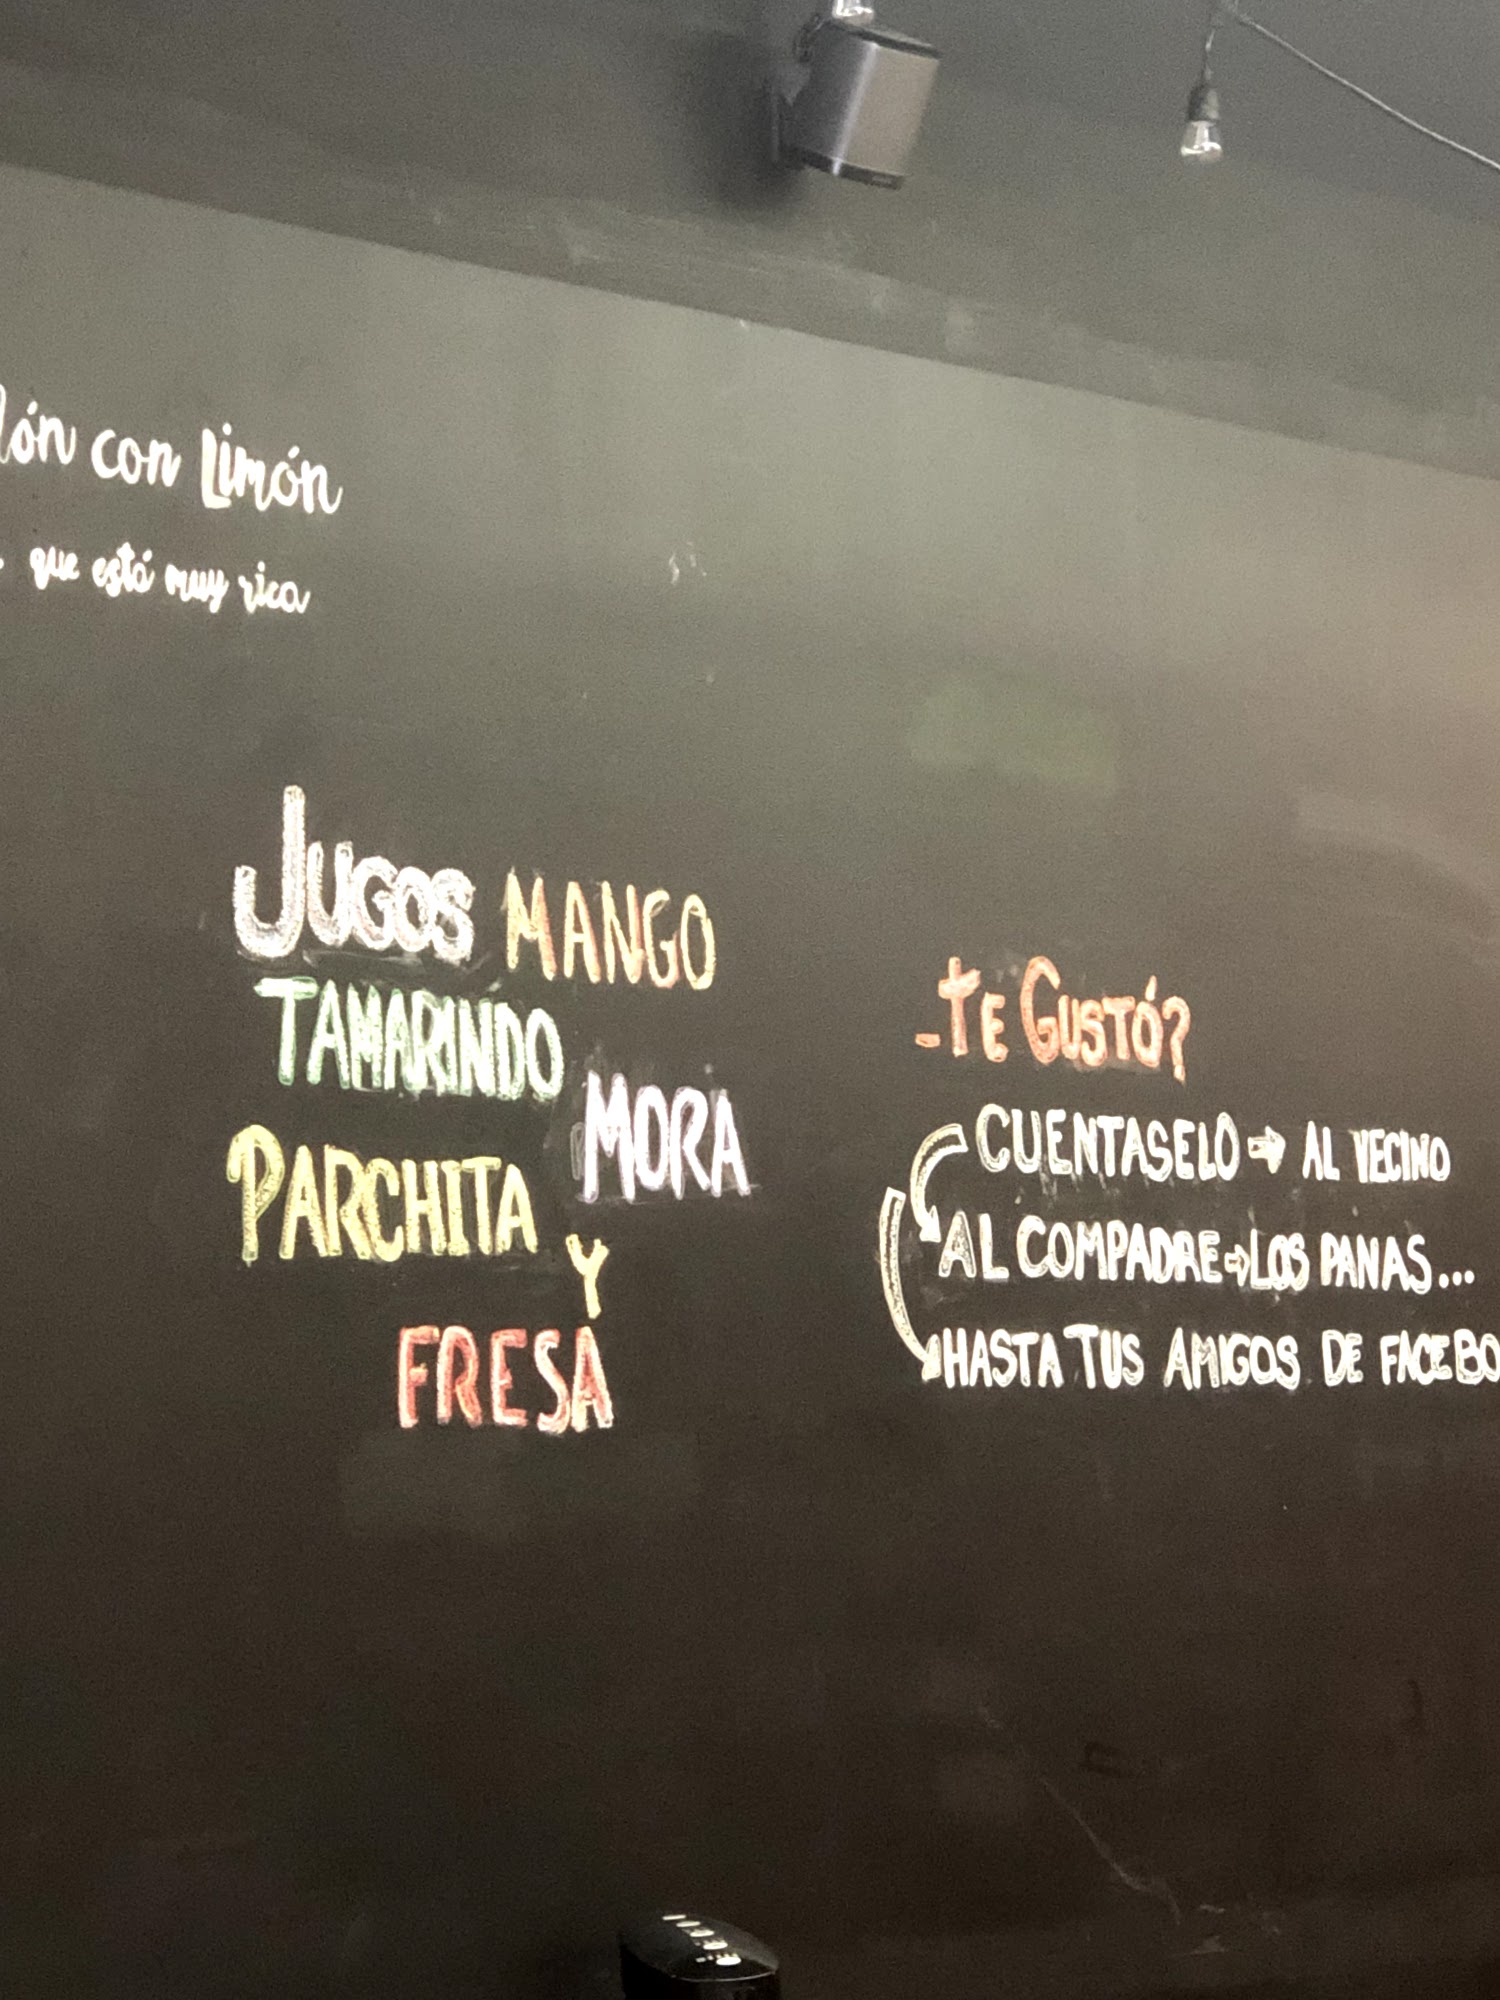 lón con Limón
que está muy rica
JUGOS MANGO
TAMARINDO
MORA
PARCHITA
Y
FRESA
-TE GUSTÓ?
CUENTASELO → AL VECINO
AL COMPADRE → LOS PANAS...
HASTA TUS AMIGOS DE FACEBO